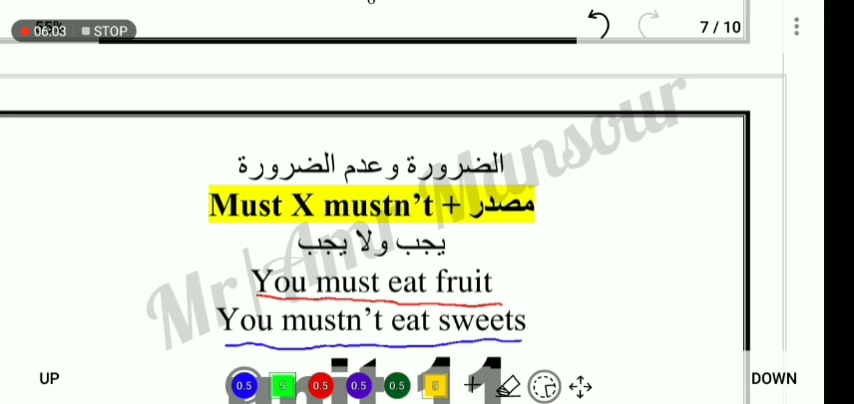 06:03 STOP
7 / 10
الضرورة وعدم الضرورة
Must X mustn’t + مصدر
يجب ولا يجب
You must eat fruit
You mustn’t eat sweets
Mr Amr Mansour
UP
0.5 5 0.5 0.5 0.5 5
DOWN